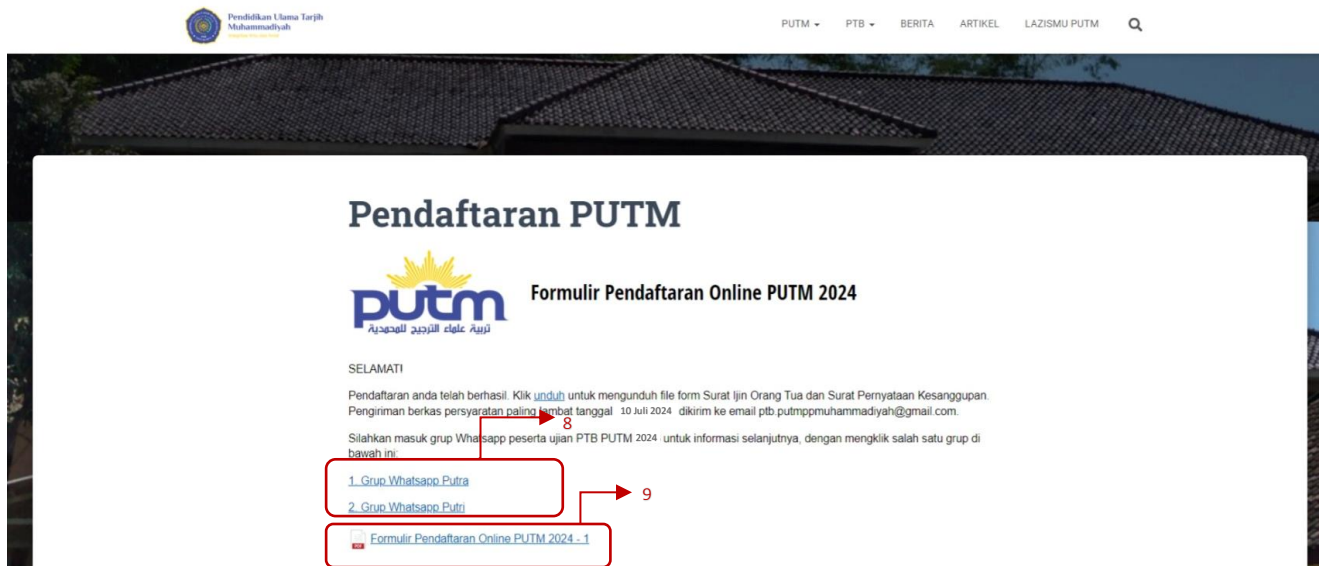 Pendidikan Ulama Tarjih
Muhammadiyah
PUTM
PTB
BERITA
ARTIKEL
LAZISMU PUTM
Pendaftaran PUTM
putm
تربية علماء الترجيح المحمدية
Formulir Pendaftaran Online PUTM 2024
SELAMAT!
Pendaftaran anda telah berhasil. Klik unduh untuk mengunduh file form Surat Ijin Orang Tua dan Surat Pernyataan Kesanggupan.
Pengiriman berkas persyaratan paling lambat tanggal 10 Juli 2024 dikirim ke email ptb.putmppmuhammadiyah@gmail.com.
8
Silahkan masuk grup Whatsapp peserta ujian PTB PUTM 2024 untuk informasi selanjutnya, dengan mengklik salah satu grup di
bawah ini:
1. Grup Whatsapp Putra
2. Grup Whatsapp Putri
9
Formulir Pendaftaran Online PUTM 2024 - 1